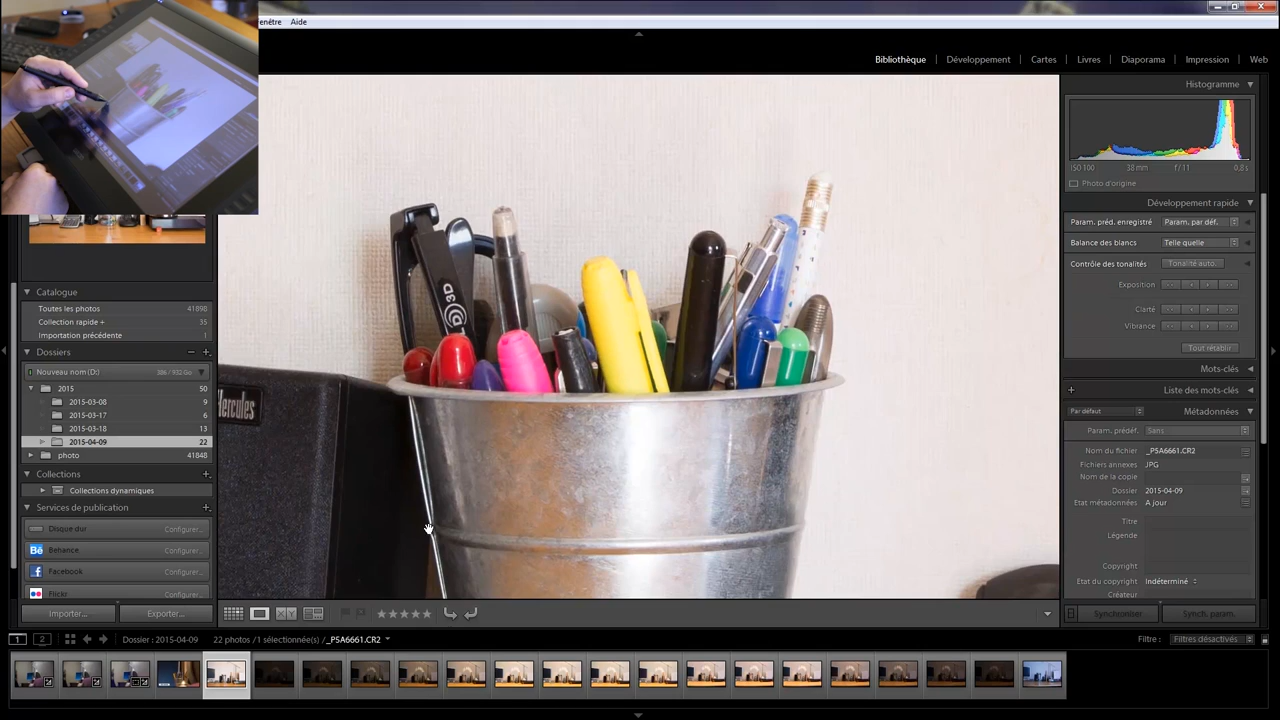 enêtre Aide
Bibliothèque Développement Cartes Livres Diaporama Impression Web
Histogramme
ISO 100 38 mm f / 11 0,8 s
Photo d'origine
Développement rapide
Param. préd. enregistré Param. par déf.
Balance des blancs Telle quelle
Contrôle des tonalités Tonalité auto.
Exposition
Clarté
Vibrance
Tout rétablir
Mots-clés
Liste des mots-clés
Par défaut Métadonnées
Param. prédéf. Sans
Nom du fichier _P5A6661.CR2
Fichiers annexes JPG
Nom de la copie
Dossier 2015-04-09
Etat métadonnées A jour
Titre
Légende
Copyright
Etat du copyright Indéterminé
Créateur
Synchroniser Synch. param.
Catalogue
Toutes les photos 41898
Collection rapide + 35
Importation précédente 1
Dossiers
Nouveau nom (D:) 386 / 932 Go
2015 50
2015-03-08 9
2015-03-17 6
2015-03-18 13
2015-04-09 22
photo 41848
Collections
Collections dynamiques
Services de publication
Disque dur Configurer...
Bē Behance Configurer...
f Facebook Configurer...
Flickr Configurer...
Importer... Exporter...
Hercules
3D
XY
1 2 Dossier : 2015-04-09 22 photos /1 sélectionnée(s) /_P5A6661.CR2 Filtre : Filtres désactivés